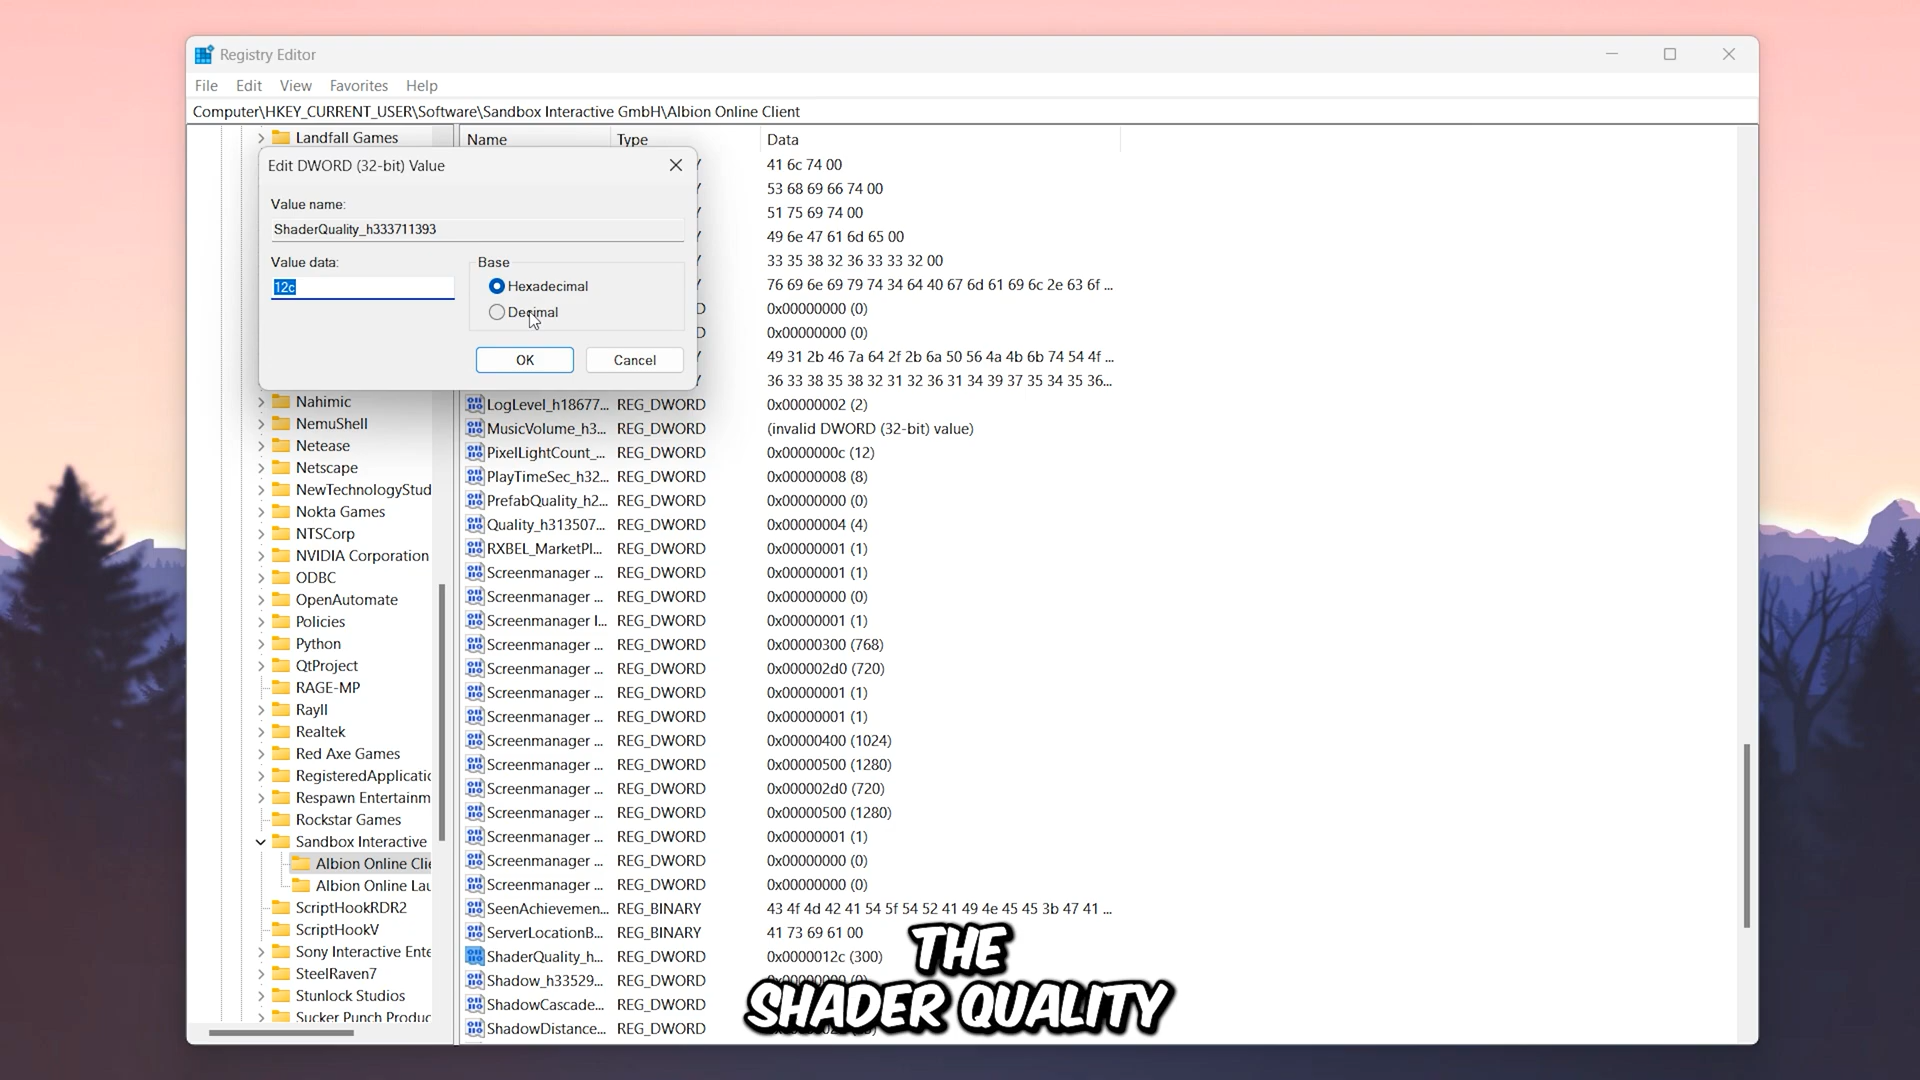 Registry Editor
File Edit View Favorites Help
Computer\HKEY_CURRENT_USER\Software\Sandbox Interactive GmbH\Albion Online Client
Landfall Games
Nahimic
NemuShell
Netease
Netscape
NewTechnologyStud
Nokta Games
NTSCorp
NVIDIA Corporation
ODBC
OpenAutomate
Policies
Python
QtProject
RAGE-MP
Rayll
Realtek
Red Axe Games
RegisteredApplicatic
Respawn Entertainm
Rockstar Games
Sandbox Interactive
Albion Online Clie
Albion Online Lau
ScriptHookRDR2
ScriptHookV
Sony Interactive Ente
SteelRaven7
Stunlock Studios
Sucker Punch Produc
Edit DWORD (32-bit) Value
Value name:
ShaderQuality_h333711393
Value data:
12c
Base
Hexadecimal
Decimal
OK Cancel
Name Type Data
41 6c 74 00
53 68 69 66 74 00
51 75 69 74 00
49 6e 47 61 6d 65 00
33 35 38 32 36 33 33 32 00
76 69 6e 69 79 74 34 64 40 67 6d 61 69 6c 2e 63 6f ...
0x00000000 (0)
0x00000000 (0)
49 31 2b 46 7a 64 2f 2b 6a 50 56 4a 4b 6b 74 54 4f ...
36 33 38 35 38 32 31 32 36 31 34 39 37 35 34 35 36...
LogLevel_h18677... REG_DWORD 0x00000002 (2)
MusicVolume_h3... REG_DWORD (invalid DWORD (32-bit) value)
PixelLightCount_... REG_DWORD 0x0000000c (12)
PlayTimeSec_h32... REG_DWORD 0x00000008 (8)
PrefabQuality_h2... REG_DWORD 0x00000000 (0)
Quality_h313507... REG_DWORD 0x00000004 (4)
RXBEL_MarketPl... REG_DWORD 0x00000001 (1)
Screenmanager ... REG_DWORD 0x00000001 (1)
Screenmanager ... REG_DWORD 0x00000000 (0)
Screenmanager I... REG_DWORD 0x00000001 (1)
Screenmanager ... REG_DWORD 0x00000300 (768)
Screenmanager ... REG_DWORD 0x000002d0 (720)
Screenmanager ... REG_DWORD 0x00000001 (1)
Screenmanager ... REG_DWORD 0x00000001 (1)
Screenmanager ... REG_DWORD 0x00000400 (1024)
Screenmanager ... REG_DWORD 0x00000500 (1280)
Screenmanager ... REG_DWORD 0x000002d0 (720)
Screenmanager ... REG_DWORD 0x00000500 (1280)
Screenmanager ... REG_DWORD 0x00000001 (1)
Screenmanager ... REG_DWORD 0x00000000 (0)
Screenmanager ... REG_DWORD 0x00000000 (0)
SeenAchievemen... REG_BINARY 43 4f 4d 42 41 54 5f 54 52 41 49 4e 45 45 3b 47 41 ...
ServerLocationB... REG_BINARY 41 73 69 61 00
ShaderQuality_h... REG_DWORD 0x0000012c (300)
Shadow_h33529... REG_DWORD 0x00000000 (0)
ShadowCascade... REG_DWORD
ShadowDistance... REG_DWORD
THE
SHADER QUALITY